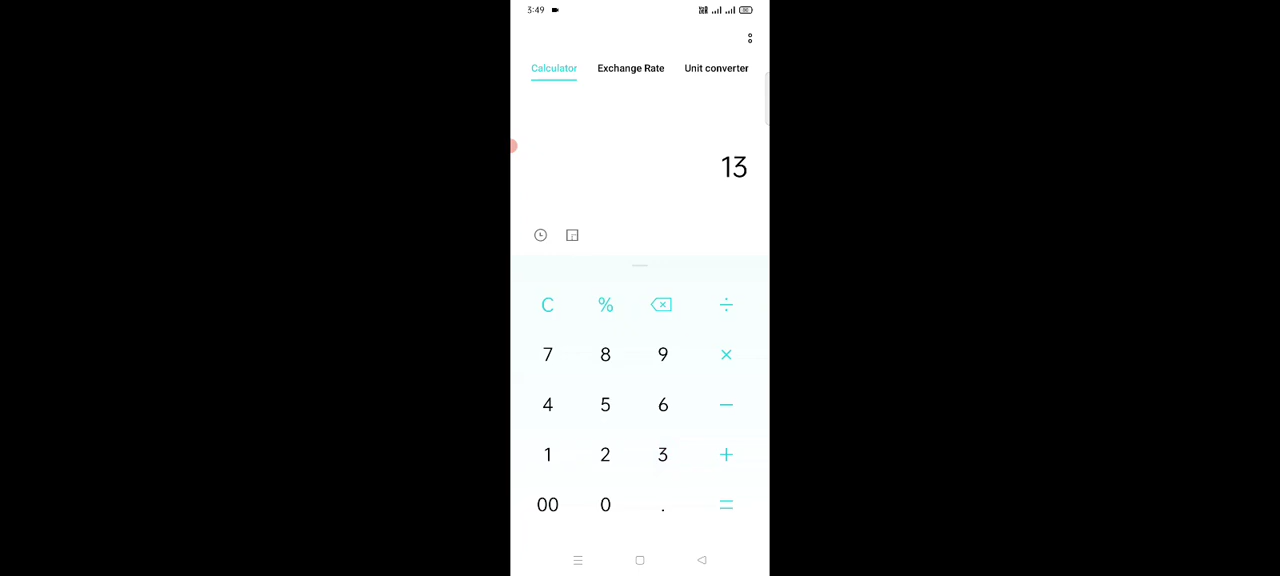 3:49
Calculator Exchange Rate Unit converter
13
C % ÷
7 8 9 ×
4 5 6 −
1 2 3 +
00 0 . =